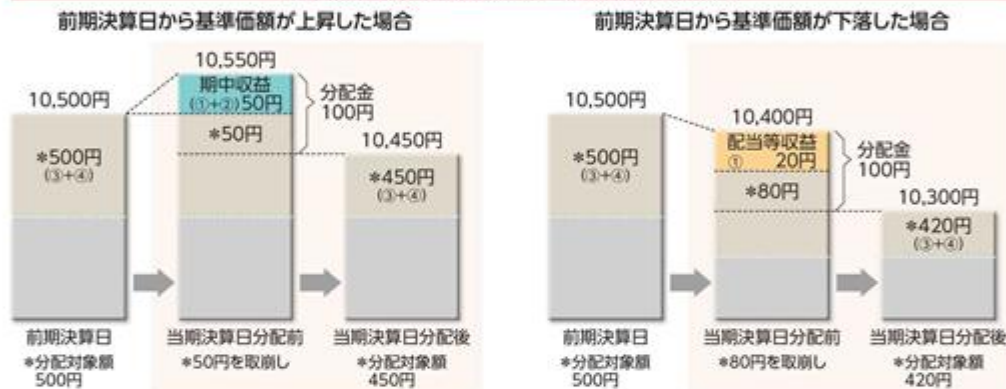 前期決算日から基準価額が上昇した場合
10,550円
期中収益
(①+②)50円
10,500円
分配金
100円
*50円
10,450円
*500円
(③+④)
*450円
(③+④)
前期決算日
当期決算日分配前
当期決算日分配後
*分配対象額
500円
*50円を取崩し
*分配対象額
450円
前期決算日から基準価額が下落した場合
10,500円
10,400円
配当等収益
① 20円
分配金
100円
*500円
(③+④)
*80円
10,300円
*420円
(③+④)
前期決算日
当期決算日分配前
当期決算日分配後
*分配対象額
500円
*80円を取崩し
*分配対象額
420円